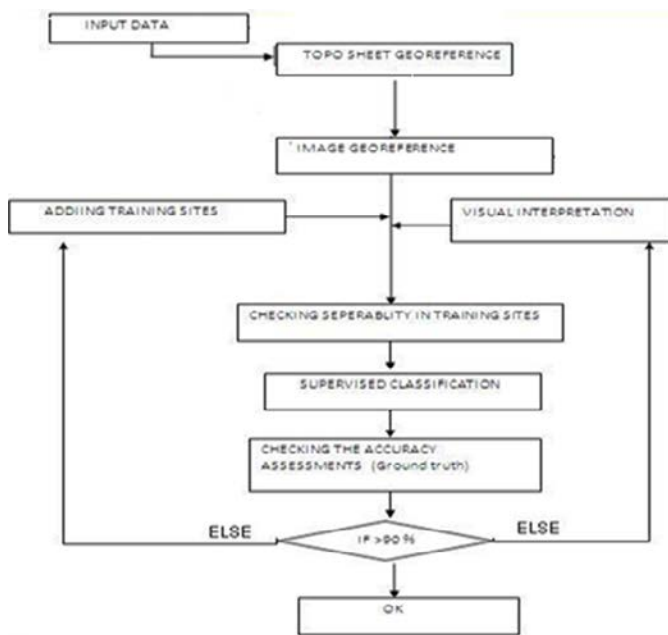 INPUT DATA
TOPO SHEET GEOREFERENCE
IMAGE GEOREFERENCE
ADDIING TRAINING SITES
VISUAL INTERPRETATION
CHECKING SEPERABLITY IN TRAINING SITES
SUPERVISED CLASSIFICATION
CHECKING THE ACCURACY
ASSESSMENTS (Ground truth)
ELSE
IF >90 %
ELSE
OK